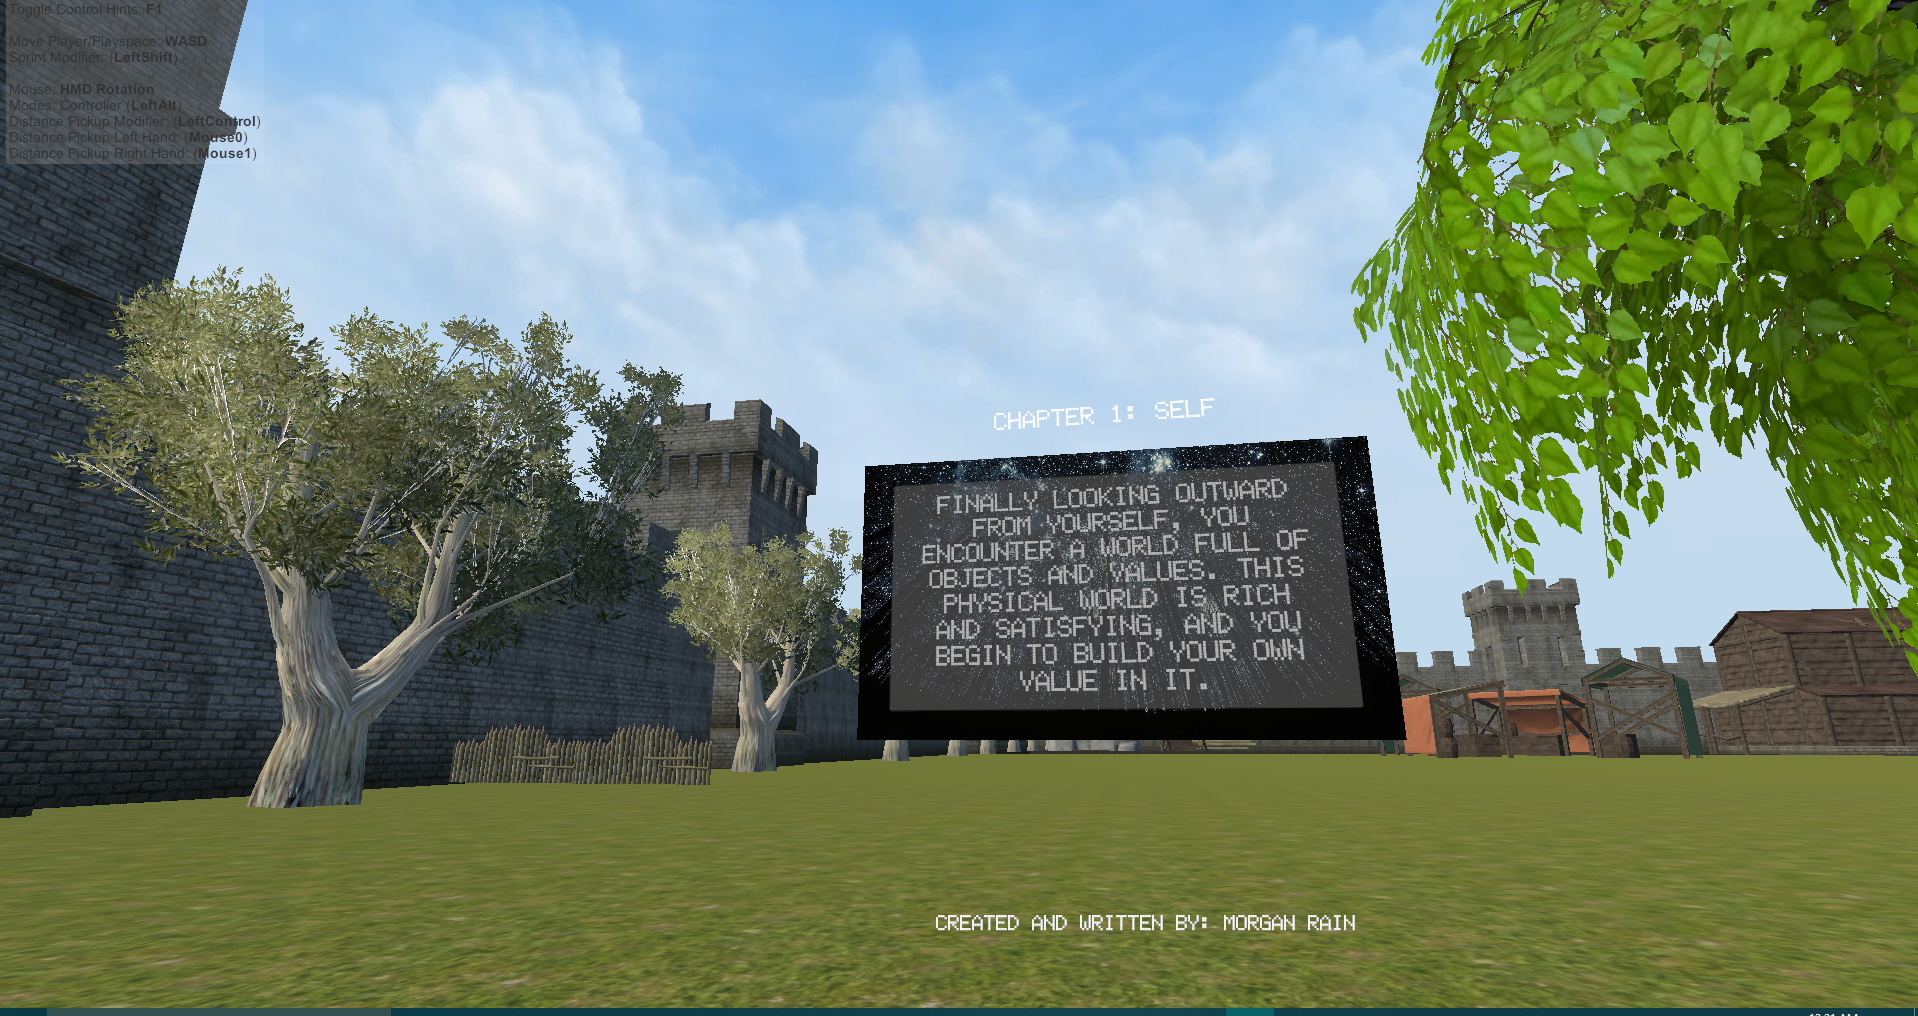 Toggle Control Hints: F1
Move Player/Playspace: WASD
Sprint Modifier: (LeftShift)
Mouse: HMD Rotation
Modes: Controller (LeftAlt)
Distance Pickup Modifier: (LeftControl)
Distance Pickup Left Hand: (Mouse0)
Distance Pickup Right Hand: (Mouse1)
CHAPTER 1: SELF
FINALLY LOOKING OUTWARD
FROM YOURSELF, YOU
ENCOUNTER A WORLD FULL OF
OBJECTS AND VALUES. THIS
PHYSICAL WORLD IS RICH
AND SATISFYING, AND YOU
BEGIN TO BUILD YOUR OWN
VALUE IN IT.
CREATED AND WRITTEN BY: MORGAN RAIN